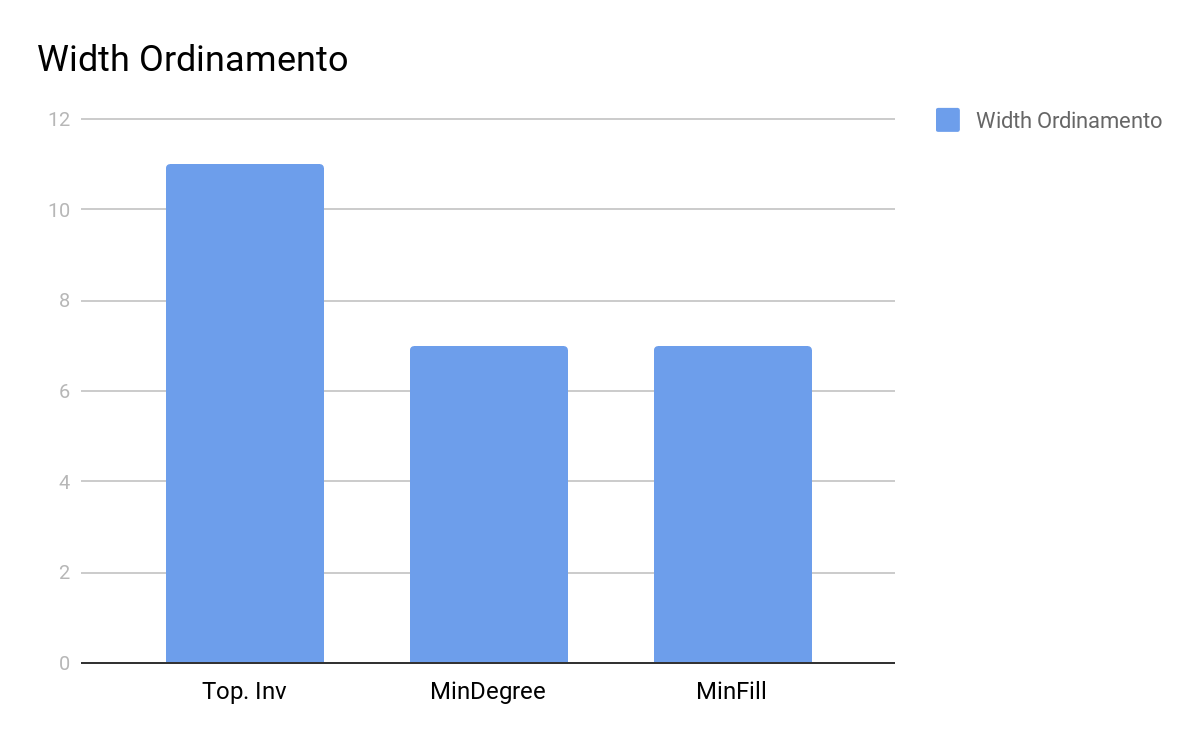 Width Ordinamento
Width Ordinamento
12
10
8
6
4
2
0
Top. Inv
MinDegree
MinFill